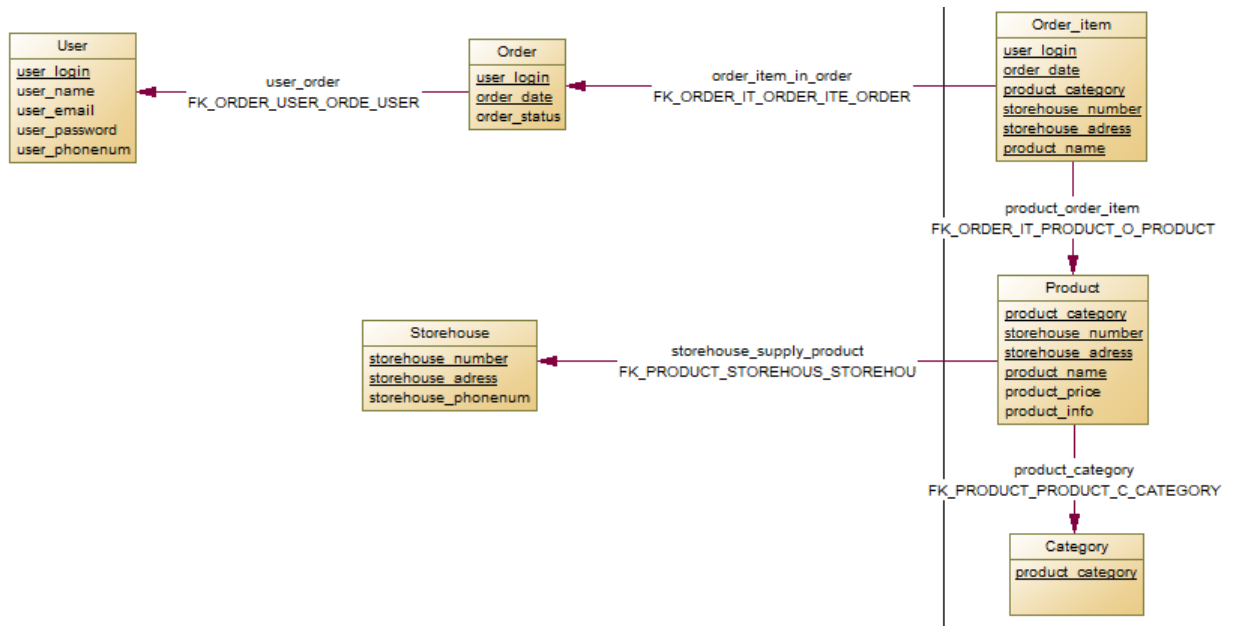 User
user_login
user_name
user_email
user_password
user_phonenum
user_order
FK_ORDER_USER_ORDE_USER
Order
user_login
order_date
order_status
order_item_in_order
FK_ORDER_IT_ORDER_ITE_ORDER
Order_item
user_login
order_date
product_category
storehouse_number
storehouse_adress
product_name
product_order_item
FK_ORDER_IT_PRODUCT_O_PRODUCT
Storehouse
storehouse_number
storehouse_adress
storehouse_phonenum
storehouse_supply_product
FK_PRODUCT_STOREHOUS_STOREHOU
Product
product_category
storehouse_number
storehouse_adress
product_name
product_price
product_info
product_category
FK_PRODUCT_PRODUCT_C_CATEGORY
Category
product_category